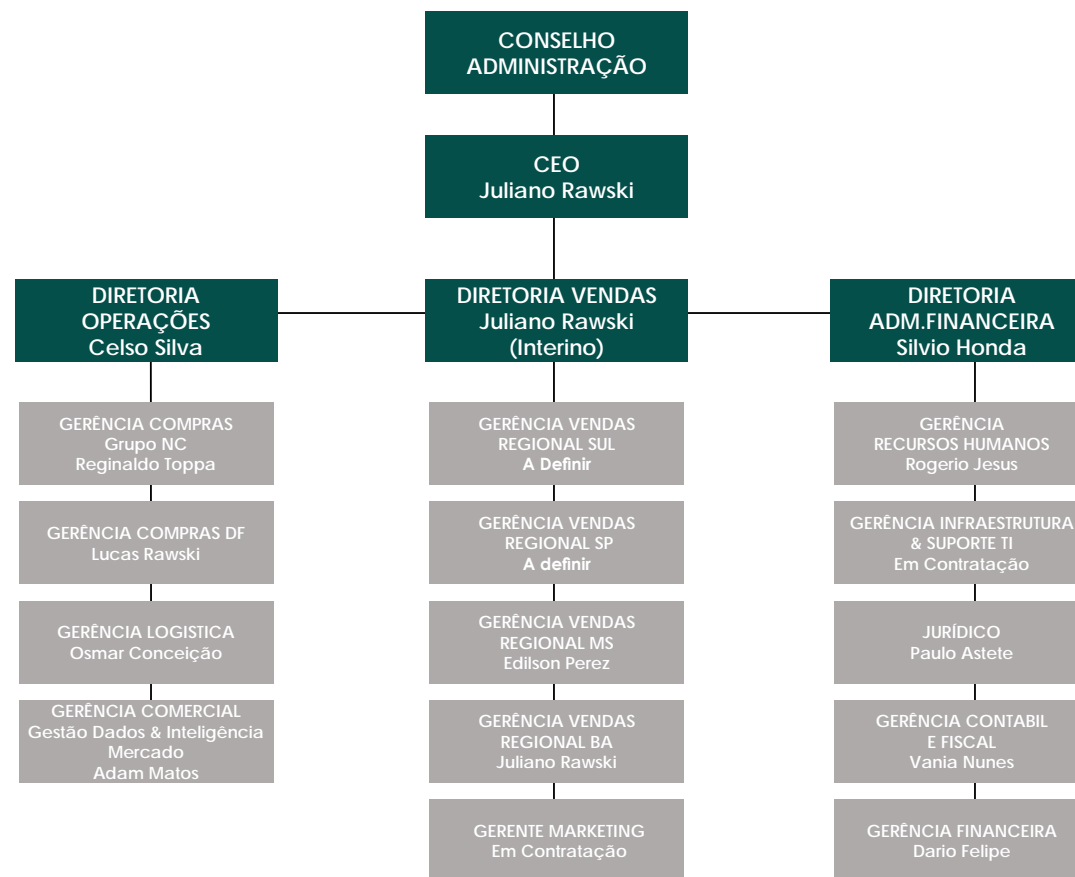 CONSELHO
ADMINISTRAÇÃO
CEO
Juliano Rawski
DIRETORIA
OPERAÇÕES
Celso Silva
DIRETORIA VENDAS
Juliano Rawski
(Interino)
DIRETORIA
ADM.FINANCEIRA
Silvio Honda
GERÊNCIA COMPRAS
Grupo NC
Reginaldo Toppa
GERÊNCIA COMPRAS DF
Lucas Rawski
GERÊNCIA LOGISTICA
Osmar Conceição
GERÊNCIA COMERCIAL
Gestão Dados & Inteligência
Mercado
Adam Matos
GERÊNCIA VENDAS
REGIONAL SUL
A Definir
GERÊNCIA VENDAS
REGIONAL SP
A definir
GERÊNCIA VENDAS
REGIONAL MS
Edilson Perez
GERÊNCIA VENDAS
REGIONAL BA
Juliano Rawski
GERENTE MARKETING
Em Contratação
GERÊNCIA
RECURSOS HUMANOS
Rogerio Jesus
GERÊNCIA INFRAESTRUTURA
& SUPORTE TI
Em Contratação
JURÍDICO
Paulo Astete
GERÊNCIA CONTABIL
E FISCAL
Vania Nunes
GERÊNCIA FINANCEIRA
Dario Felipe